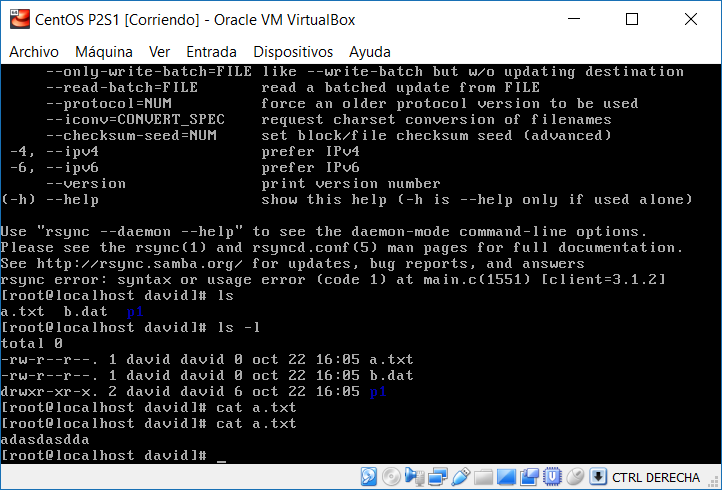 CentOS P2S1 [Corriendo] - Oracle VM VirtualBox
Archivo Máquina Ver Entrada Dispositivos Ayuda
--only-write-batch=FILE like --write-batch but w/o updating destination
--read-batch=FILE read a batched update from FILE
--protocol=NUM force an older protocol version to be used
--iconv=CONVERT_SPEC request charset conversion of filenames
--checksum-seed=NUM set block/file checksum seed (advanced)
-4, --ipv4 prefer IPv4
-6, --ipv6 prefer IPv6
--version print version number
(-h) --help show this help (-h is --help only if used alone)
Use "rsync --daemon --help" to see the daemon-mode command-line options.
Please see the rsync(1) and rsyncd.conf(5) man pages for full documentation.
See http://rsync.samba.org/ for updates, bug reports, and answers
rsync error: syntax or usage error (code 1) at main.c(1551) [client=3.1.2]
[root@localhost david]# ls
a.txt b.dat p1
[root@localhost david]# ls -l
total 0
-rw-r--r--. 1 david david 0 oct 22 16:05 a.txt
-rw-r--r--. 1 david david 0 oct 22 16:05 b.dat
drwxr-xr-x. 2 david david 6 oct 22 16:05 p1
[root@localhost david]# cat a.txt
[root@localhost david]# cat a.txt
adasdasdda
[root@localhost david]# _
CTRL DERECHA